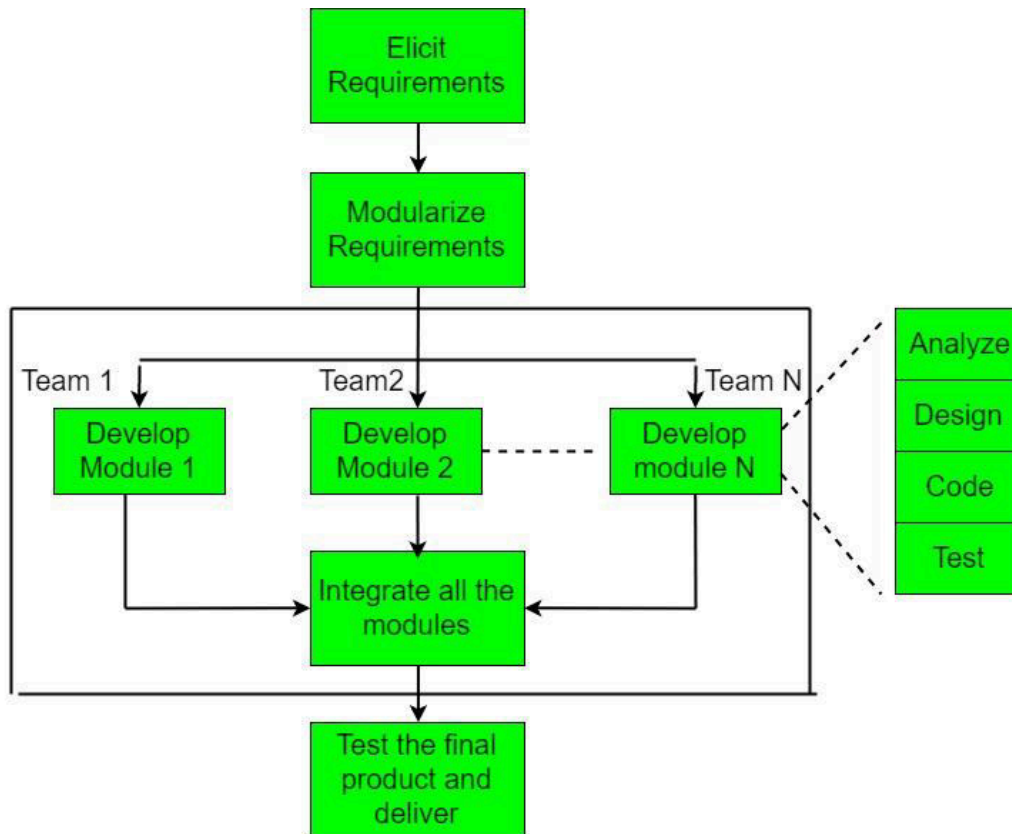 Elicit
Requirements
Modularize
Requirements
Team 1
Team2
Team N
Develop
Module 1
Develop
Module 2
Develop
module N
Analyze
Design
Code
Test
Integrate all the
modules
Test the final
product and
deliver